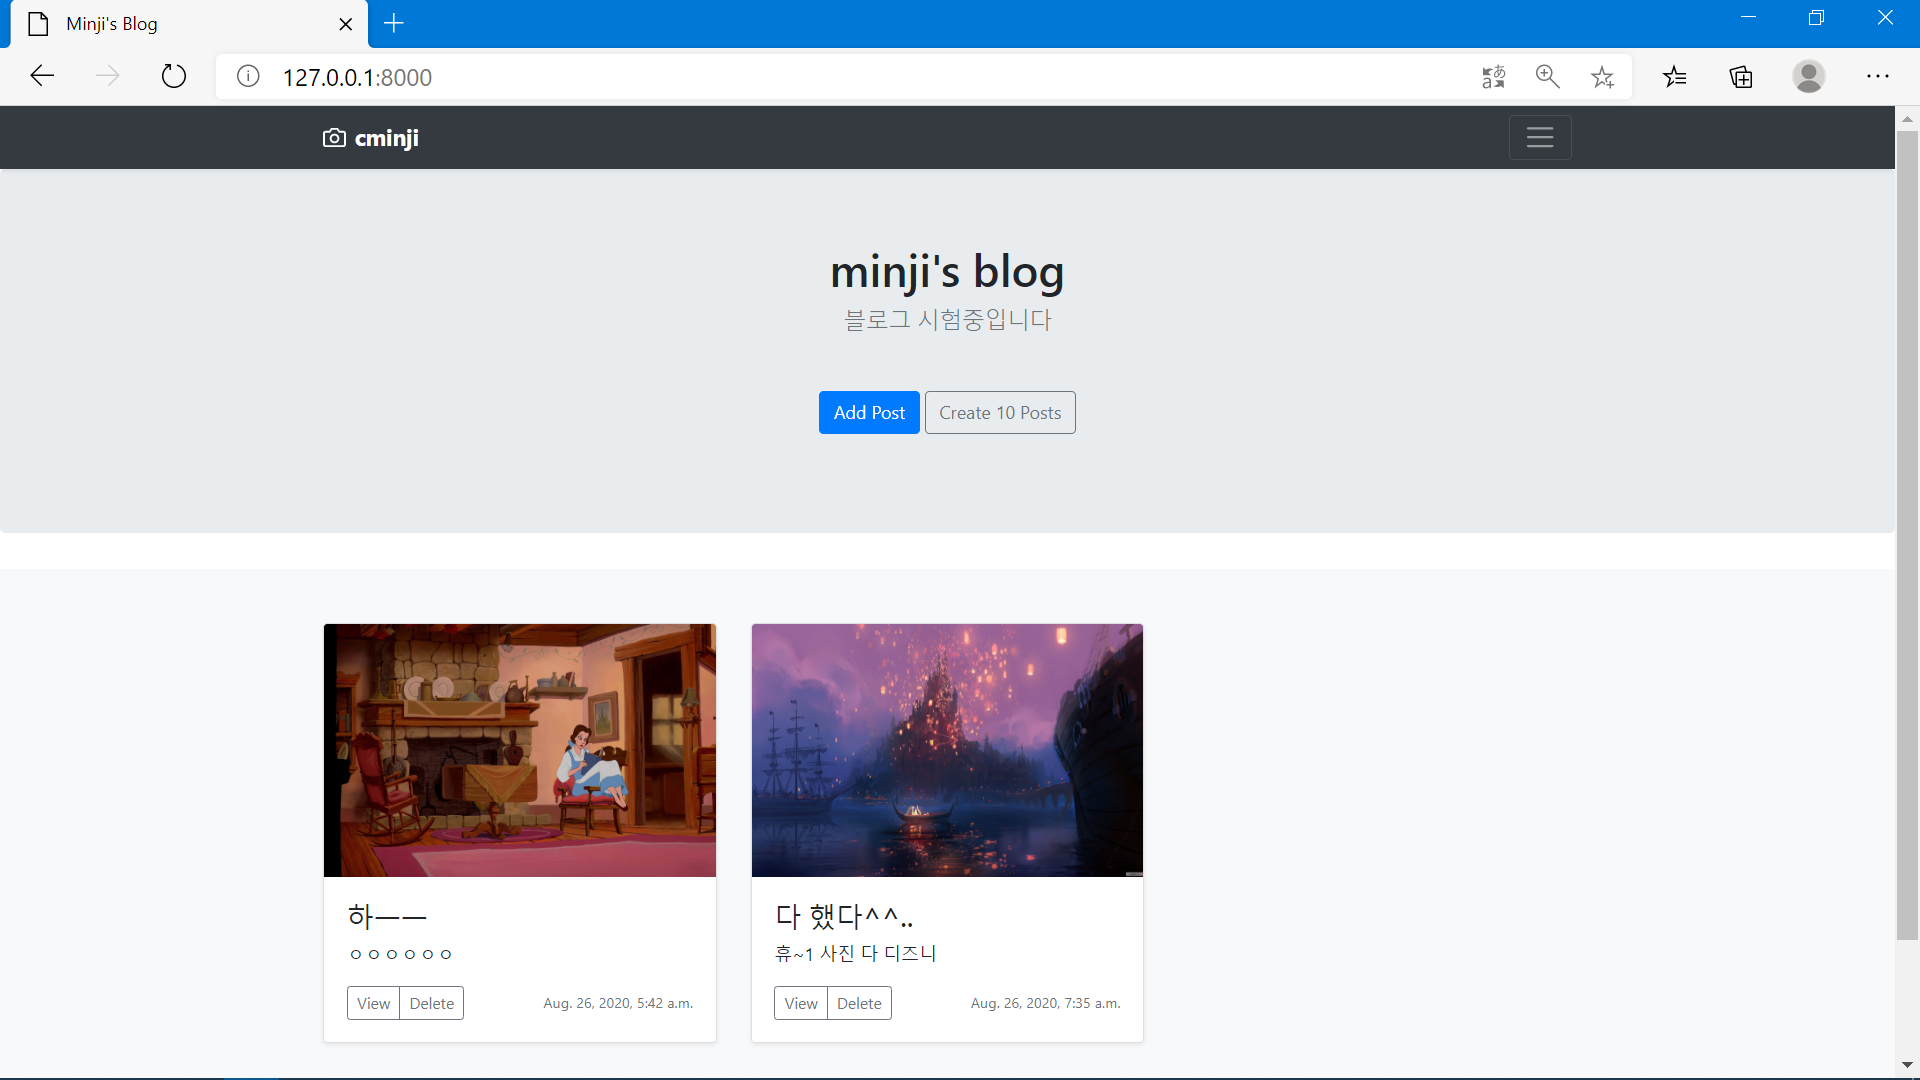 Minji's Blog
127.0.0.1:8000
cminji
minji's blog
블로그 시험중입니다
Add Post
Create 10 Posts
하ㅡㅡ
ㅇㅇㅇㅇㅇㅇ
View
Delete
Aug. 26, 2020, 5:42 a.m.
다 했다^^..
휴~1 사진 다 디즈니
View
Delete
Aug. 26, 2020, 7:35 a.m.